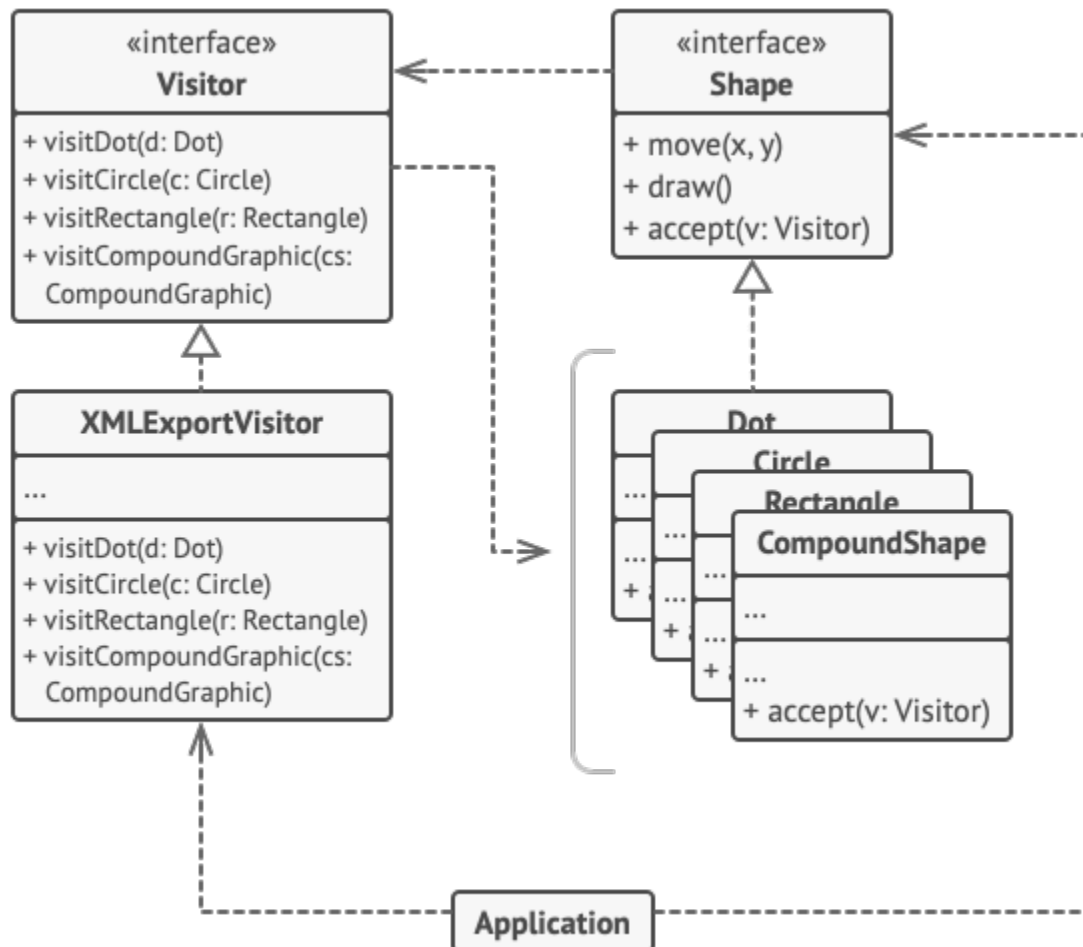 «interface»
Visitor
+ visitDot(d: Dot)
+ visitCircle(c: Circle)
+ visitRectangle(r: Rectangle)
+ visitCompoundGraphic(cs:
CompoundGraphic)
«interface»
Shape
+ move(x, y)
+ draw()
+ accept(v: Visitor)
XMLExportVisitor
...
+ visitDot(d: Dot)
+ visitCircle(c: Circle)
+ visitRectangle(r: Rectangle)
+ visitCompoundGraphic(cs:
CompoundGraphic)
Dot
...
...
+
Circle
...
...
+
Rectangle
...
...
+
CompoundShape
...
...
+ accept(v: Visitor)
Application